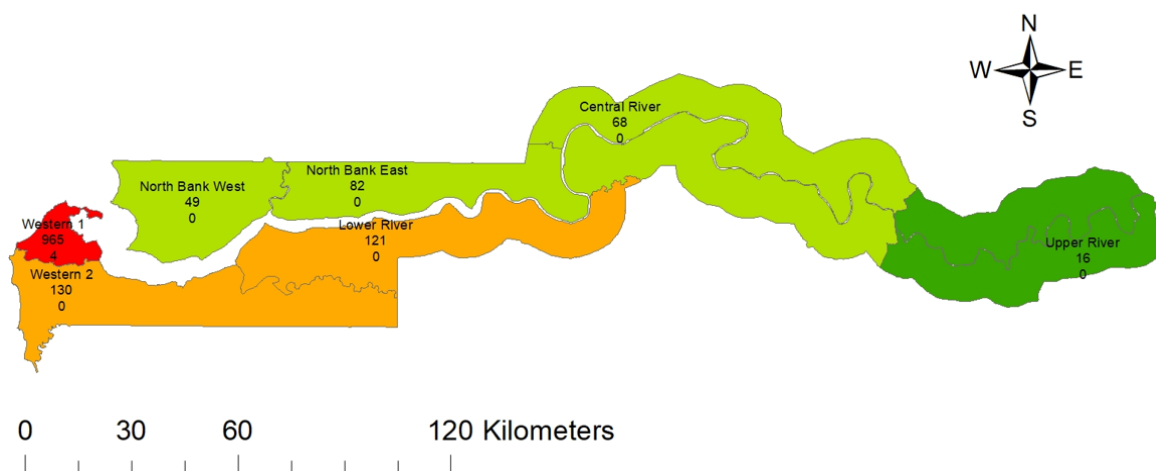 N
W E
S
Central River
68
0
North Bank East
82
0
North Bank West
49
0
Western 1
965
4
Lower River
121
0
Upper River
16
0
Western 2
130
0
0 30 60 120 Kilometers